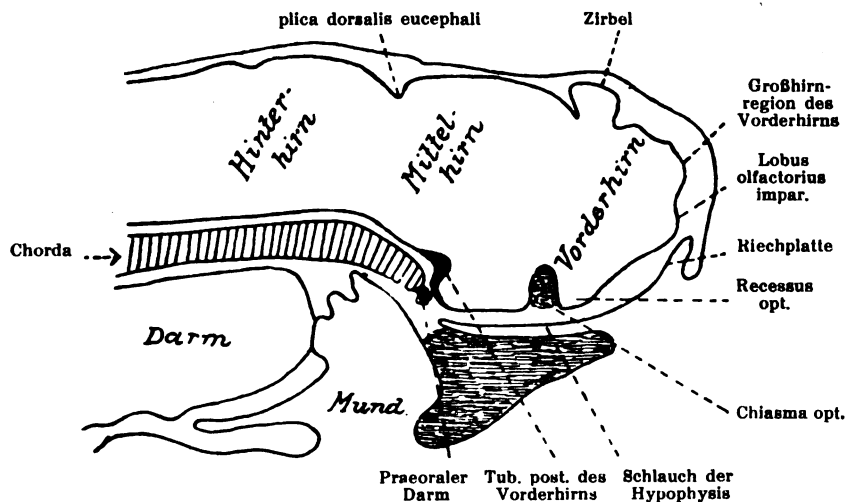 plica dorsalis eucephali
Zirbel
Großhirn-
region des
Vorderhirns
Hinter-
hirn
Mittel-
hirn
Vorderhirn
Lobus
olfactorius
impar.
Chorda
Riechplatte
Recessus
opt.
Darm
Mund
Chiasma opt.
Praeoraler
Darm
Tub. post. des
Vorderhirns
Schlauch der
Hypophysis